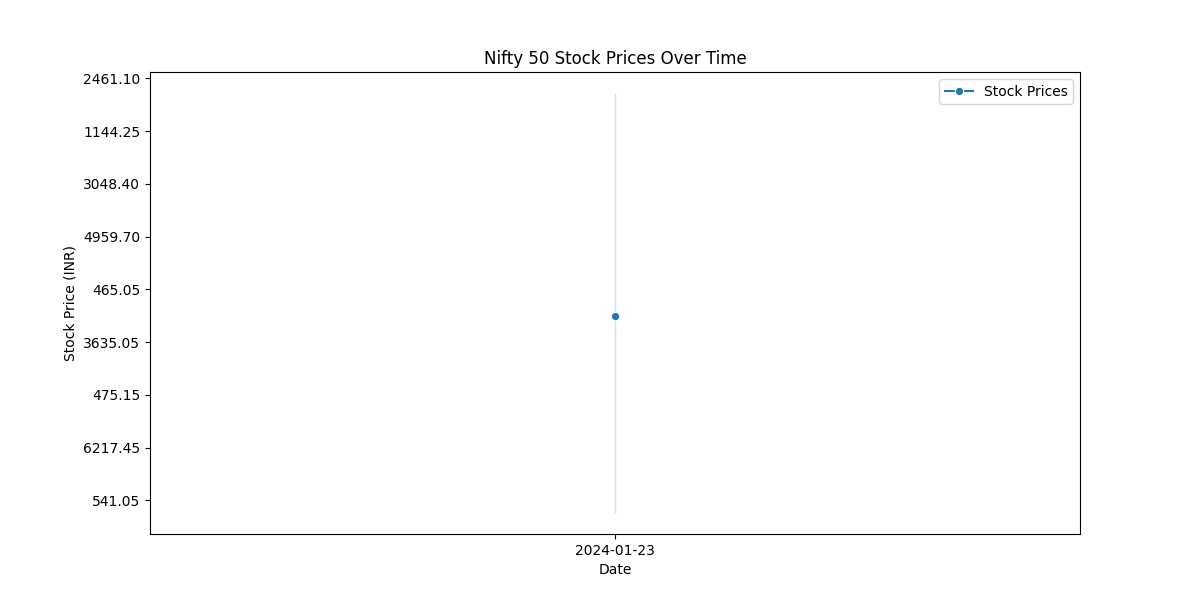 Nifty 50 Stock Prices Over Time
Stock Prices
2461.10
1144.25
3048.40
4959.70
465.05
3635.05
475.15
6217.45
541.05
Stock Price (INR)
2024-01-23
Date